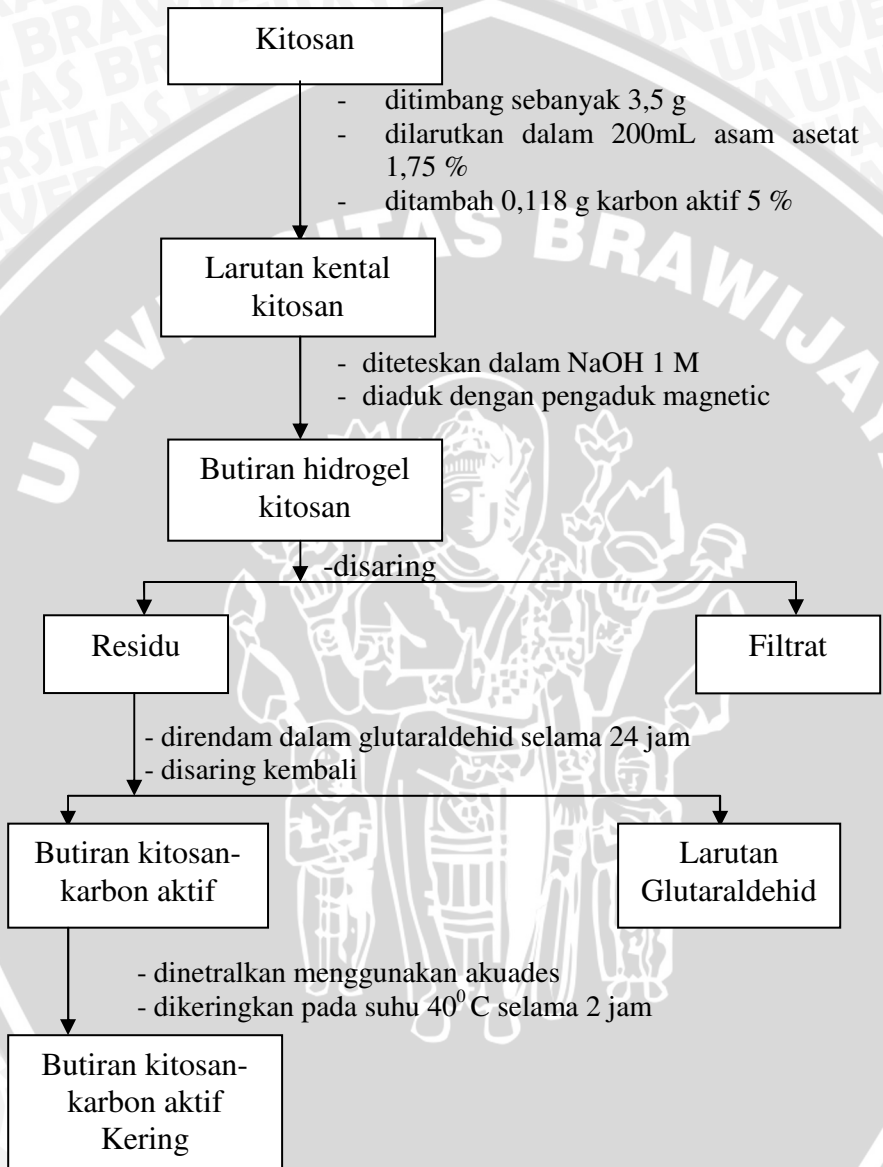 Kitosan
- ditimbang sebanyak 3,5 g
- dilarutkan dalam 200mL asam asetat
1,75 %
- ditambah 0,118 g karbon aktif 5 %
UNIVERSITAS BRAWIJAYA
Larutan kental
kitosan
- diteteskan dalam NaOH 1 M
- diaduk dengan pengaduk magnetic
Butiran hidrogel
kitosan
-disaring
Residu
Filtrat
- direndam dalam glutaraldehid selama 24 jam
- disaring kembali
Butiran kitosan-
karbon aktif
Larutan
Glutaraldehid
- dinetralkan menggunakan akuades
- dikeringkan pada suhu 40⁰ C selama 2 jam
Butiran kitosan-
karbon aktif
Kering